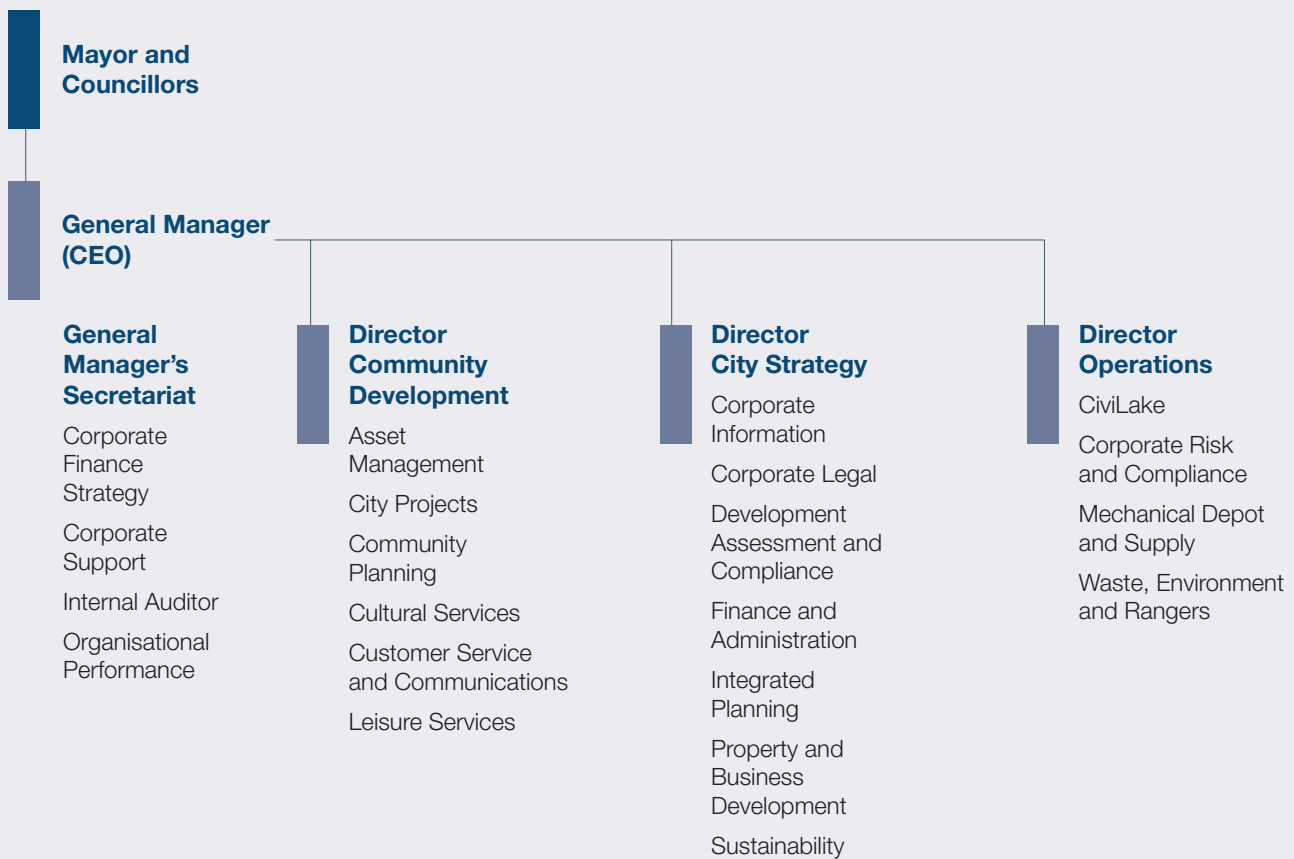 Mayor and
Councillors
General Manager
(CEO)
General
Manager’s
Secretariat
Corporate
Finance
Strategy
Corporate
Support
Internal Auditor
Organisational
Performance
Director
Community
Development
Asset
Management
City Projects
Community
Planning
Cultural Services
Customer Service
and Communications
Leisure Services
Director
City Strategy
Corporate
Information
Corporate Legal
Development
Assessment and
Compliance
Finance and
Administration
Integrated
Planning
Property and
Business
Development
Sustainability
Director
Operations
CiviLake
Corporate Risk
and Compliance
Mechanical Depot
and Supply
Waste, Environment
and Rangers